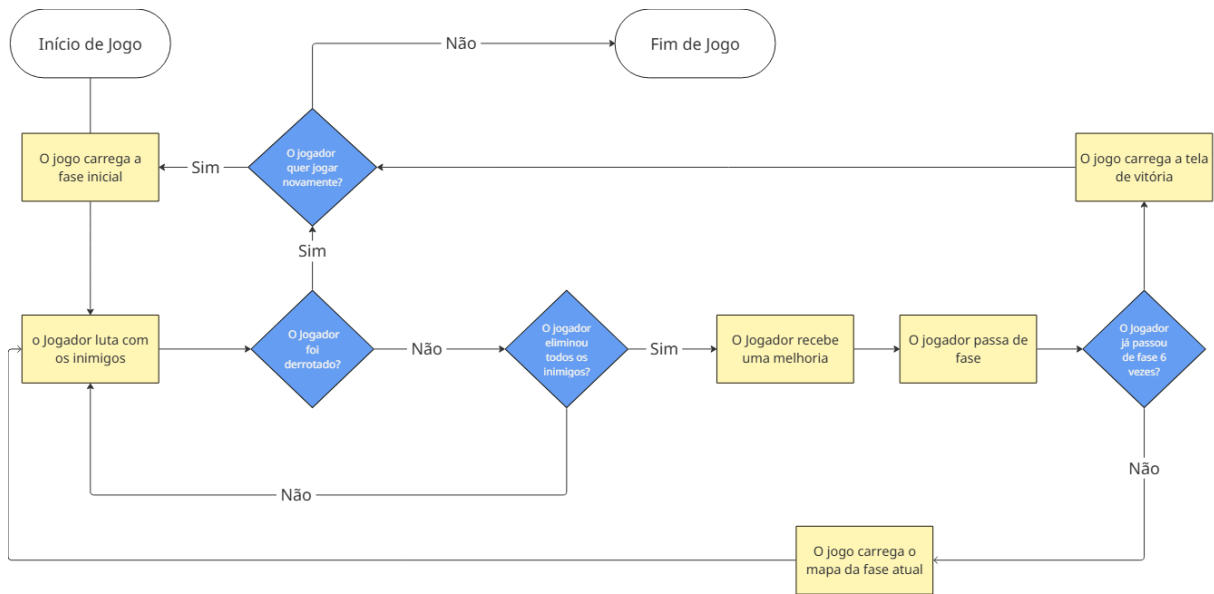 Início de Jogo
Não
Fim de Jogo
O jogo carrega a
fase inicial
Sim
O jogador
quer jogar
novamente?
O jogo carrega a tela
de vitória
Sim
o Jogador luta com
os inimigos
O Jogador
foi
derrotado?
Não
O jogador
eliminou
todos os
inimigos?
Sim
O Jogador recebe
uma melhoria
O jogador passa de
fase
O Jogador
já passou
de fase 6
vezes?
Não
Não
O jogo carrega o
mapa da fase atual